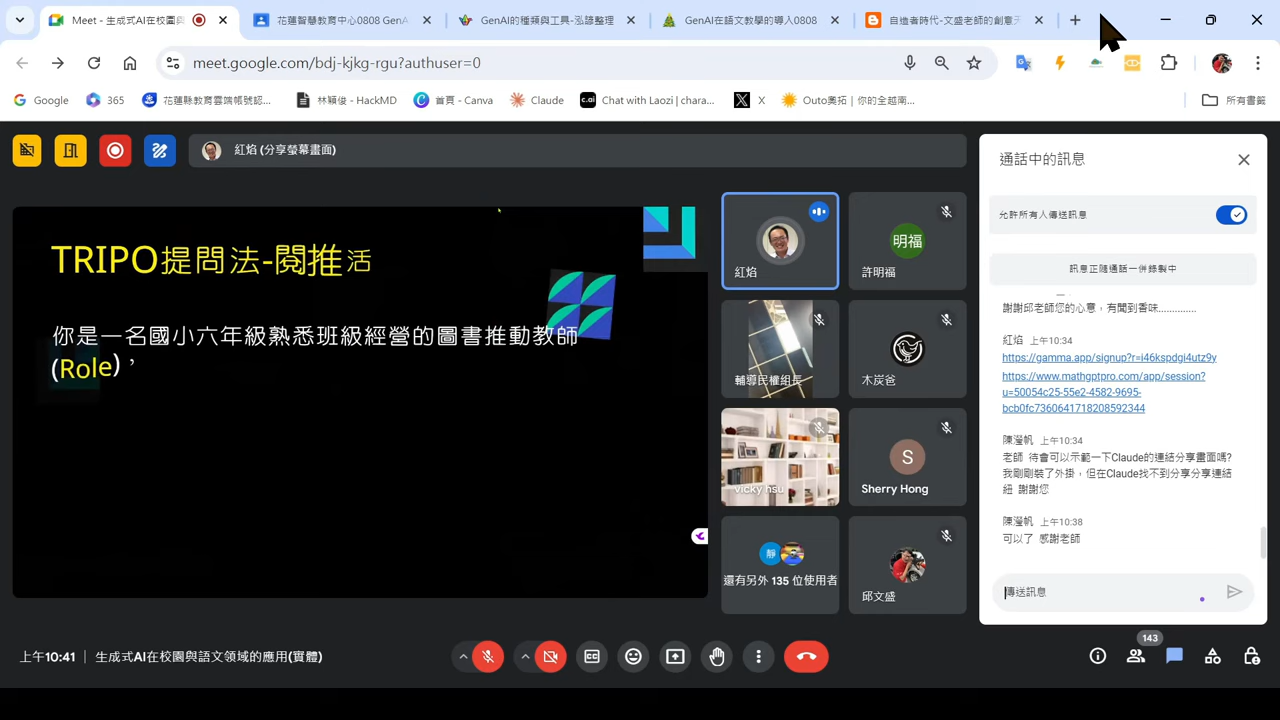 Meet - 生成式AI在校園與
花蓮智慧教育中心0808 GenA
GenAI的種類與工具-泓諺整理
GenAI在語文教學的導入0808
自造者時代-文盛老師的創意天
meet.google.com/bdj-kjkg-rgu?authuser=0
Google
365
花蓮縣教育雲端帳號認...
林穎俊 - HackMD
首頁 - Canva
Claude
c.ai
Chat with Laozi | chara...
X
Outo奧拓｜你的全越南...
所有書籤
紅焰 (分享螢幕畫面)
TRIPO提問法-閱推活
你是一名國小六年級熟悉班級經營的圖書推動教師
(Role)，
紅焰
明福
許明福
輔導民權組長
木炭爸
vicky hsu
S
Sherry Hong
靜
還有另外 135 位使用者
邱文盛
通話中的訊息
允許所有人傳送訊息
訊息正隨通話一併錄製中
謝謝邱老師您的心意，有聞到香味..............
紅焰 上午10:34
https://gamma.app/signup?r=i46kspdgi4utz9y
https://www.mathgptpro.com/app/session?
u=50054c25-55e2-4582-9695-
bcb0fc7360641718208592344
陳瀅帆 上午10:34
老師 待會可以示範一下Claude的連結分享畫面嗎?
我剛剛裝了外掛，但在Claude找不到分享分享連結
鈕 謝謝您
陳瀅帆 上午10:38
可以了 感謝老師
傳送訊息
上午10:41
生成式AI在校園與語文領域的應用(實體)
143